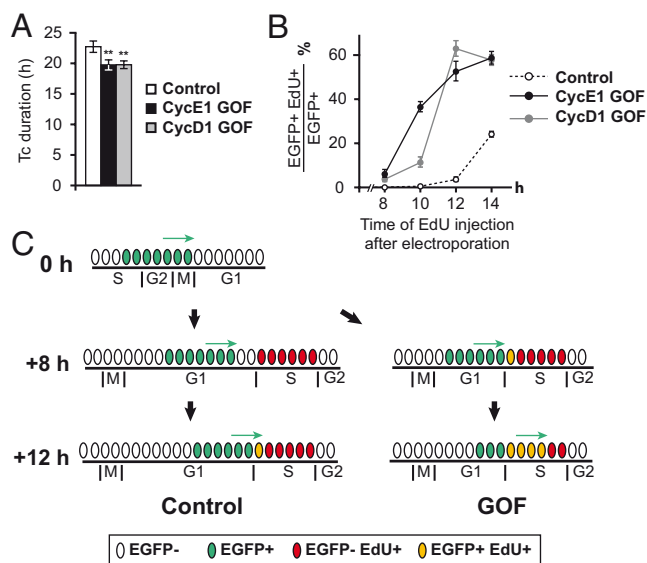 A
Tc duration (h)
25
20
15
10
5
0
**
**
Control
CycE1 GOF
CycD1 GOF
B
EGFP+ EdU+
EGFP+
%
60
40
20
0
8
10
12
14
h
Time of EdU injection
after electroporation
Control
CycE1 GOF
CycD1 GOF
C
0 h
S
G2
M
G1
+8 h
M
G1
S
G2
M
G1
S
G2
+12 h
M
G1
S
G2
M
G1
S
G2
Control
GOF
EGFP-
EGFP+
EGFP- EdU+
EGFP+ EdU+